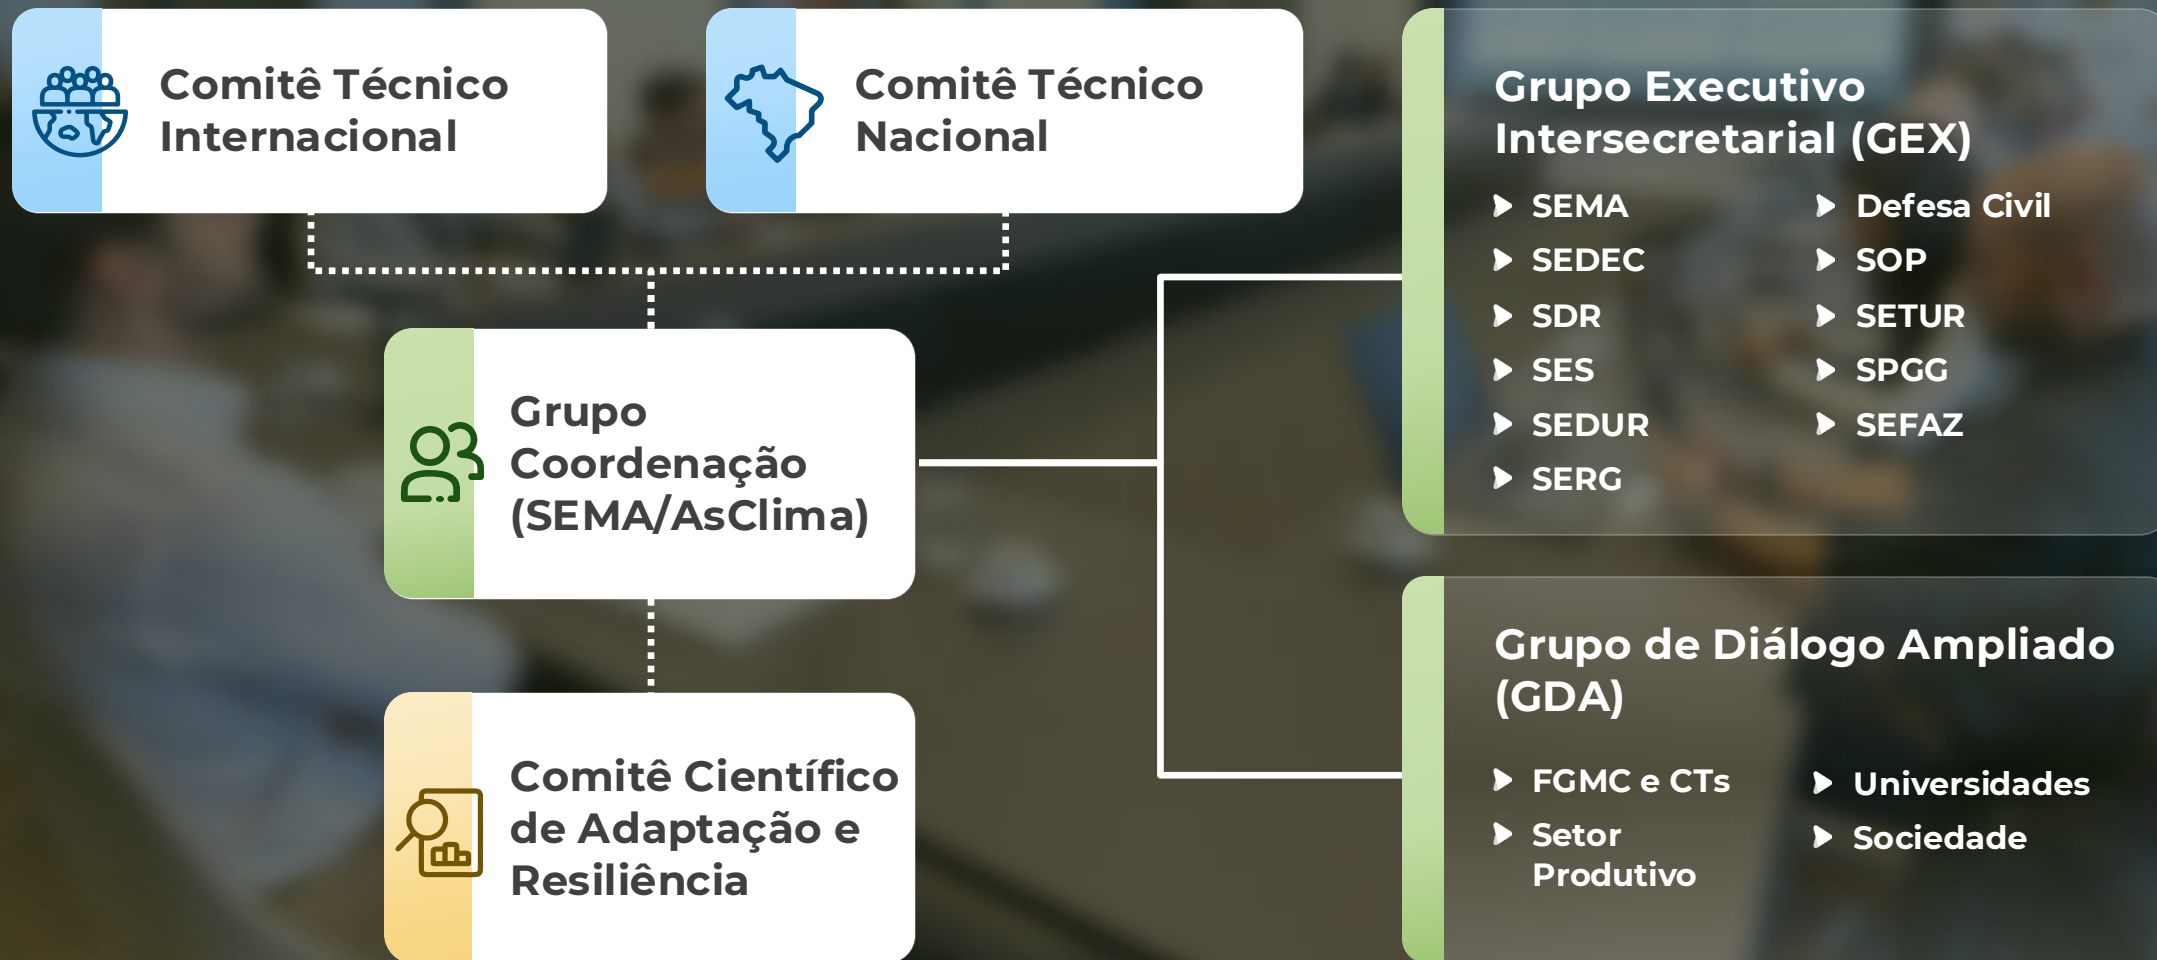 Comitê Técnico
Internacional
Comitê Técnico
Nacional
Grupo
Coordenação
(SEMA/AsClima)
Comitê Científico
de Adaptação e
Resiliência
Grupo Executivo
Intersecretarial (GEX)
SEMA
SEDEC
SDR
SES
SEDUR
SERG
Defesa Civil
SOP
SETUR
SPGG
SEFAZ
Grupo de Diálogo Ampliado
(GDA)
FGMC e CTs
Setor
Produtivo
Universidades
Sociedade